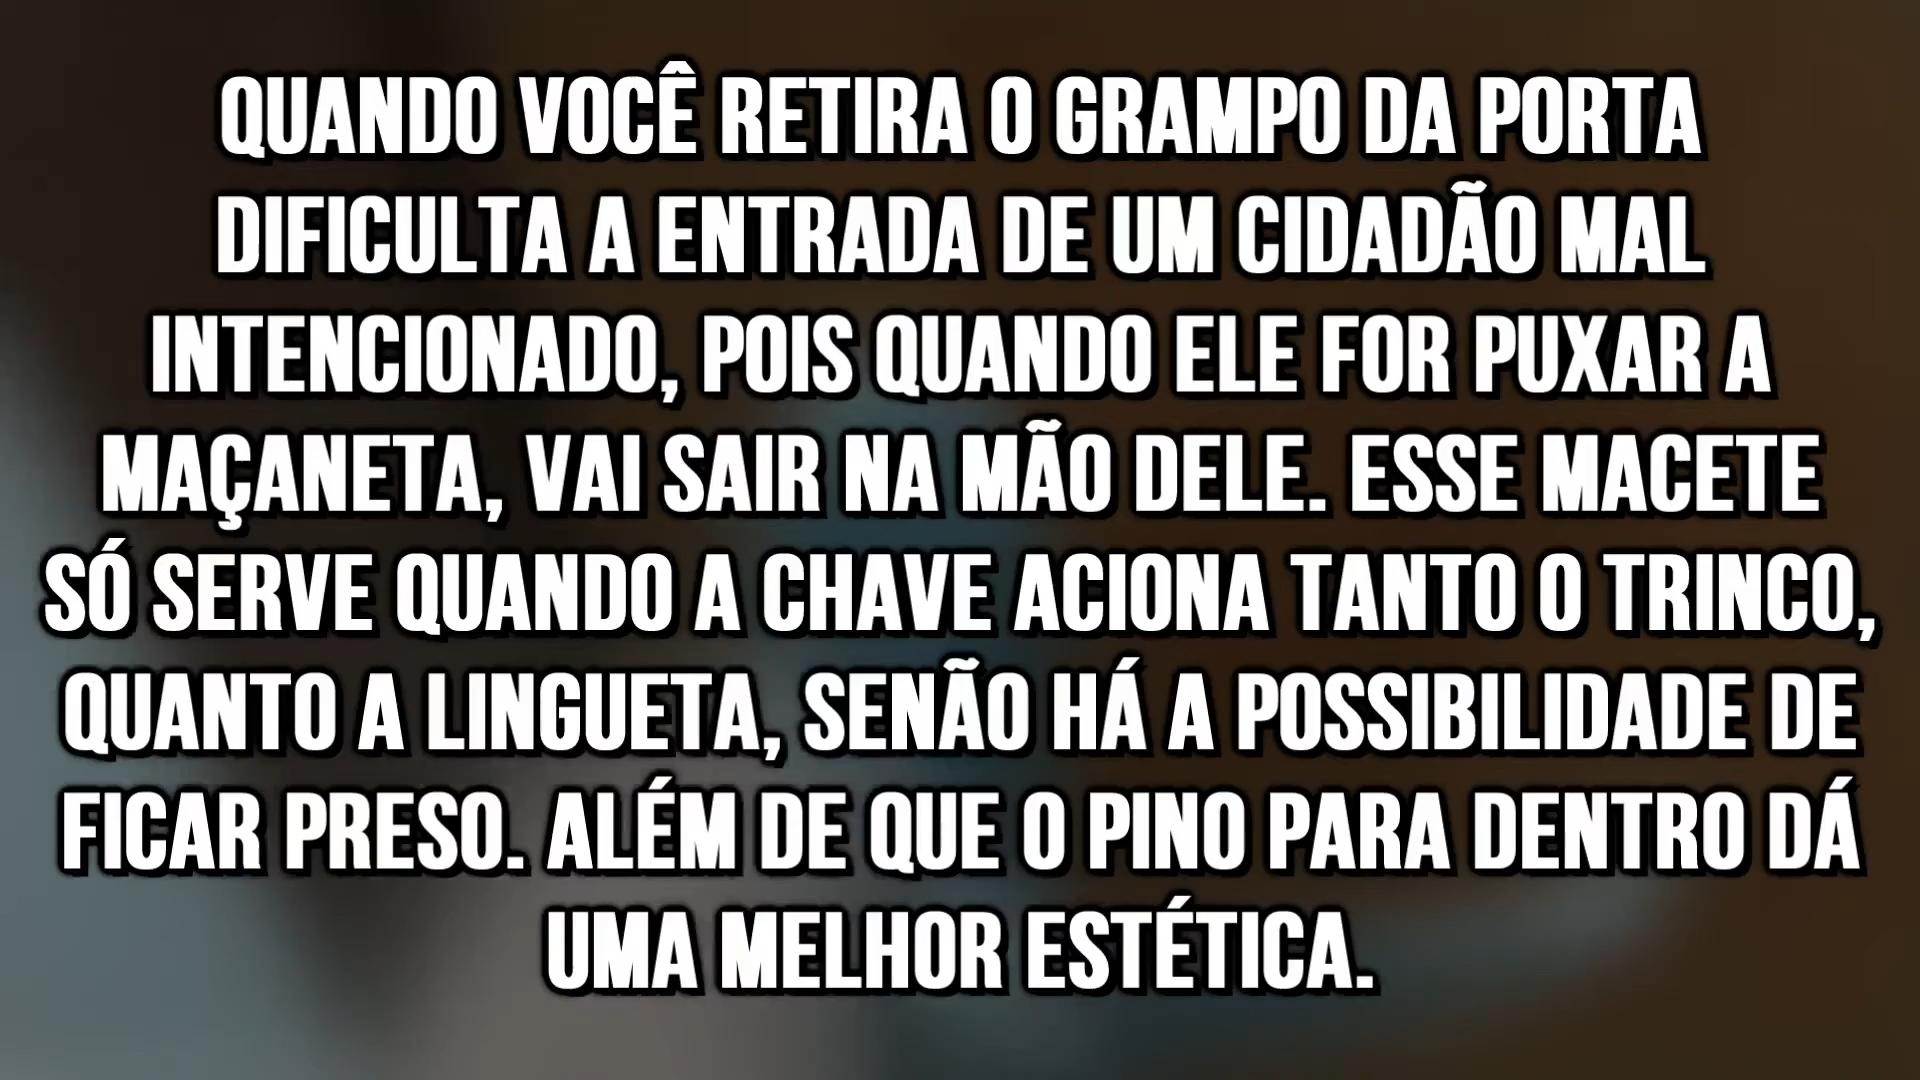 QUANDO VOCÊ RETIRA O GRAMPO DA PORTA
DIFICULTA A ENTRADA DE UM CIDADÃO MAL
INTENCIONADO, POIS QUANDO ELE FOR PUXAR A
MAÇANETA, VAI SAIR NA MÃO DELE. ESSE MACETE
SÓ SERVE QUANDO A CHAVE ACIONA TANTO O TRINCO,
QUANTO A LINGUETA, SENÃO HÁ A POSSIBILIDADE DE
FICAR PRESO. ALÉM DE QUE O PINO PARA DENTRO DÁ
UMA MELHOR ESTÉTICA.